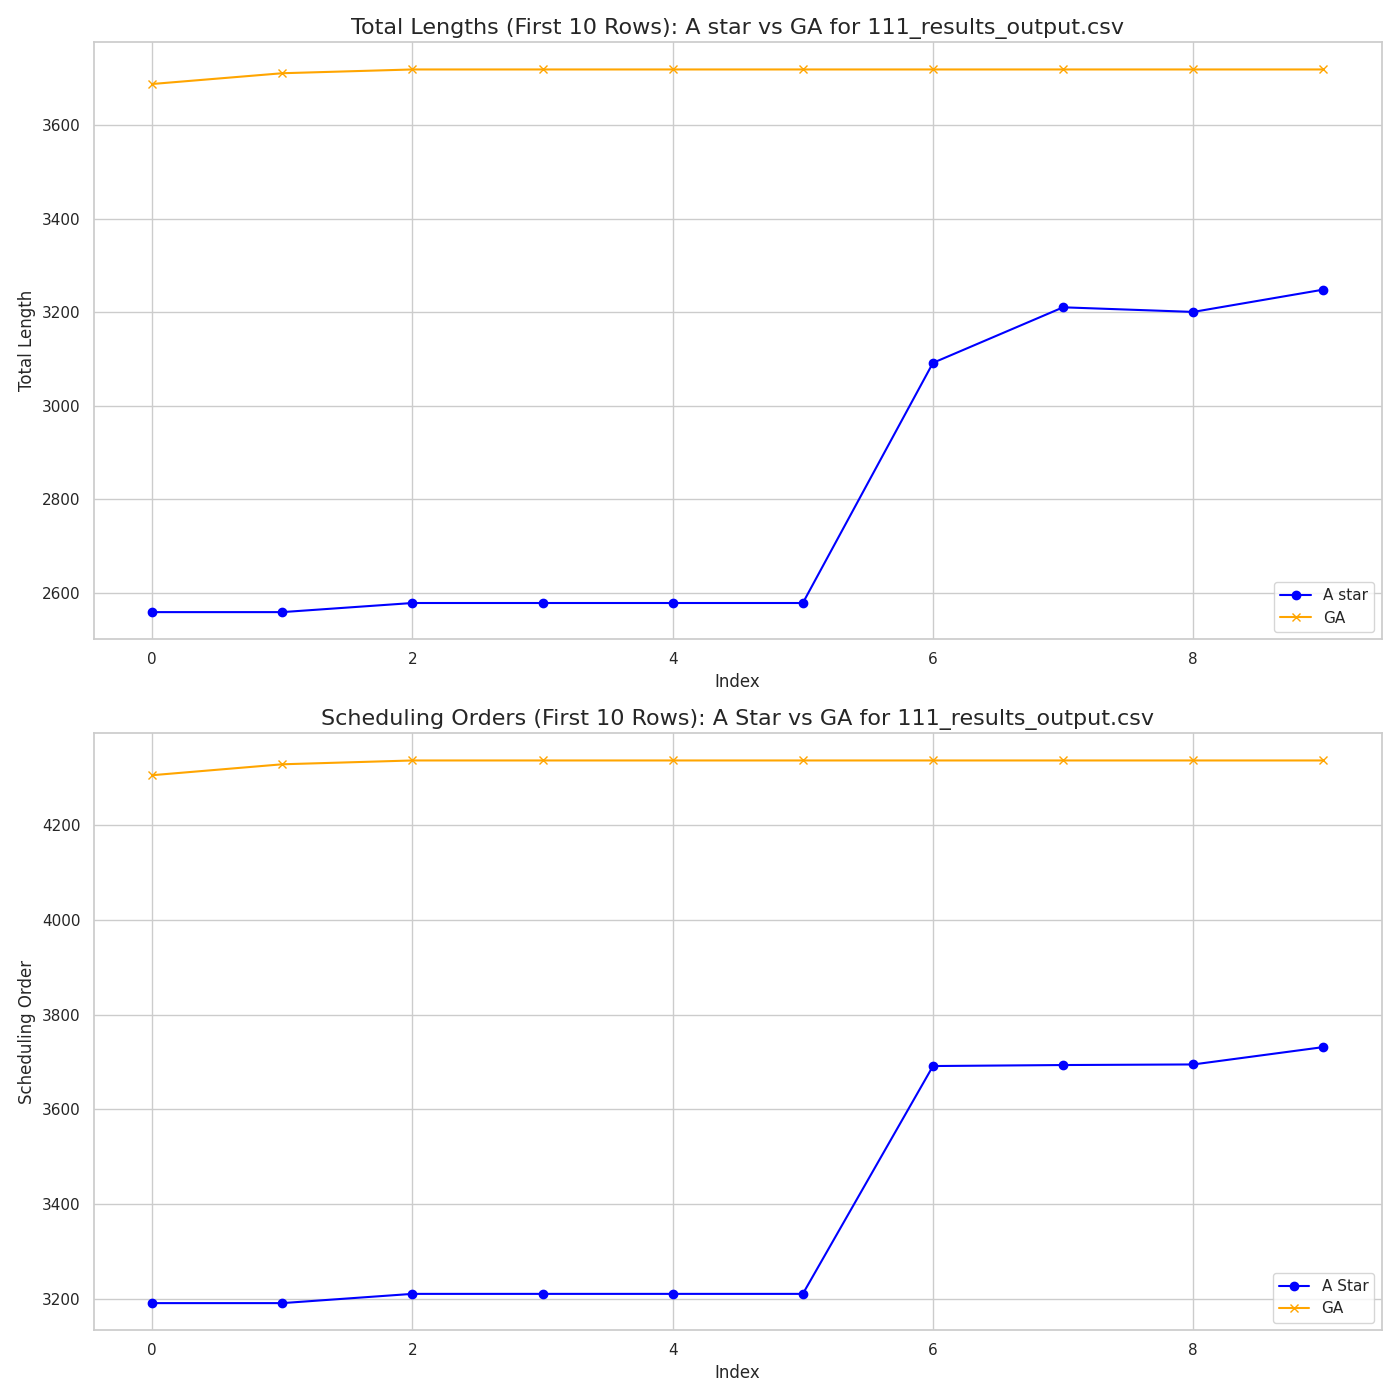 Total Lengths (First 10 Rows): A star vs GA for 111_results_output.csv
3600
3400
3200
3000
2800
2600
Total Length
A star
GA
0 2 4 6 8
Index
Scheduling Orders (First 10 Rows): A Star vs GA for 111_results_output.csv
4200
4000
3800
3600
3400
3200
Scheduling Order
A Star
GA
0 2 4 6 8
Index